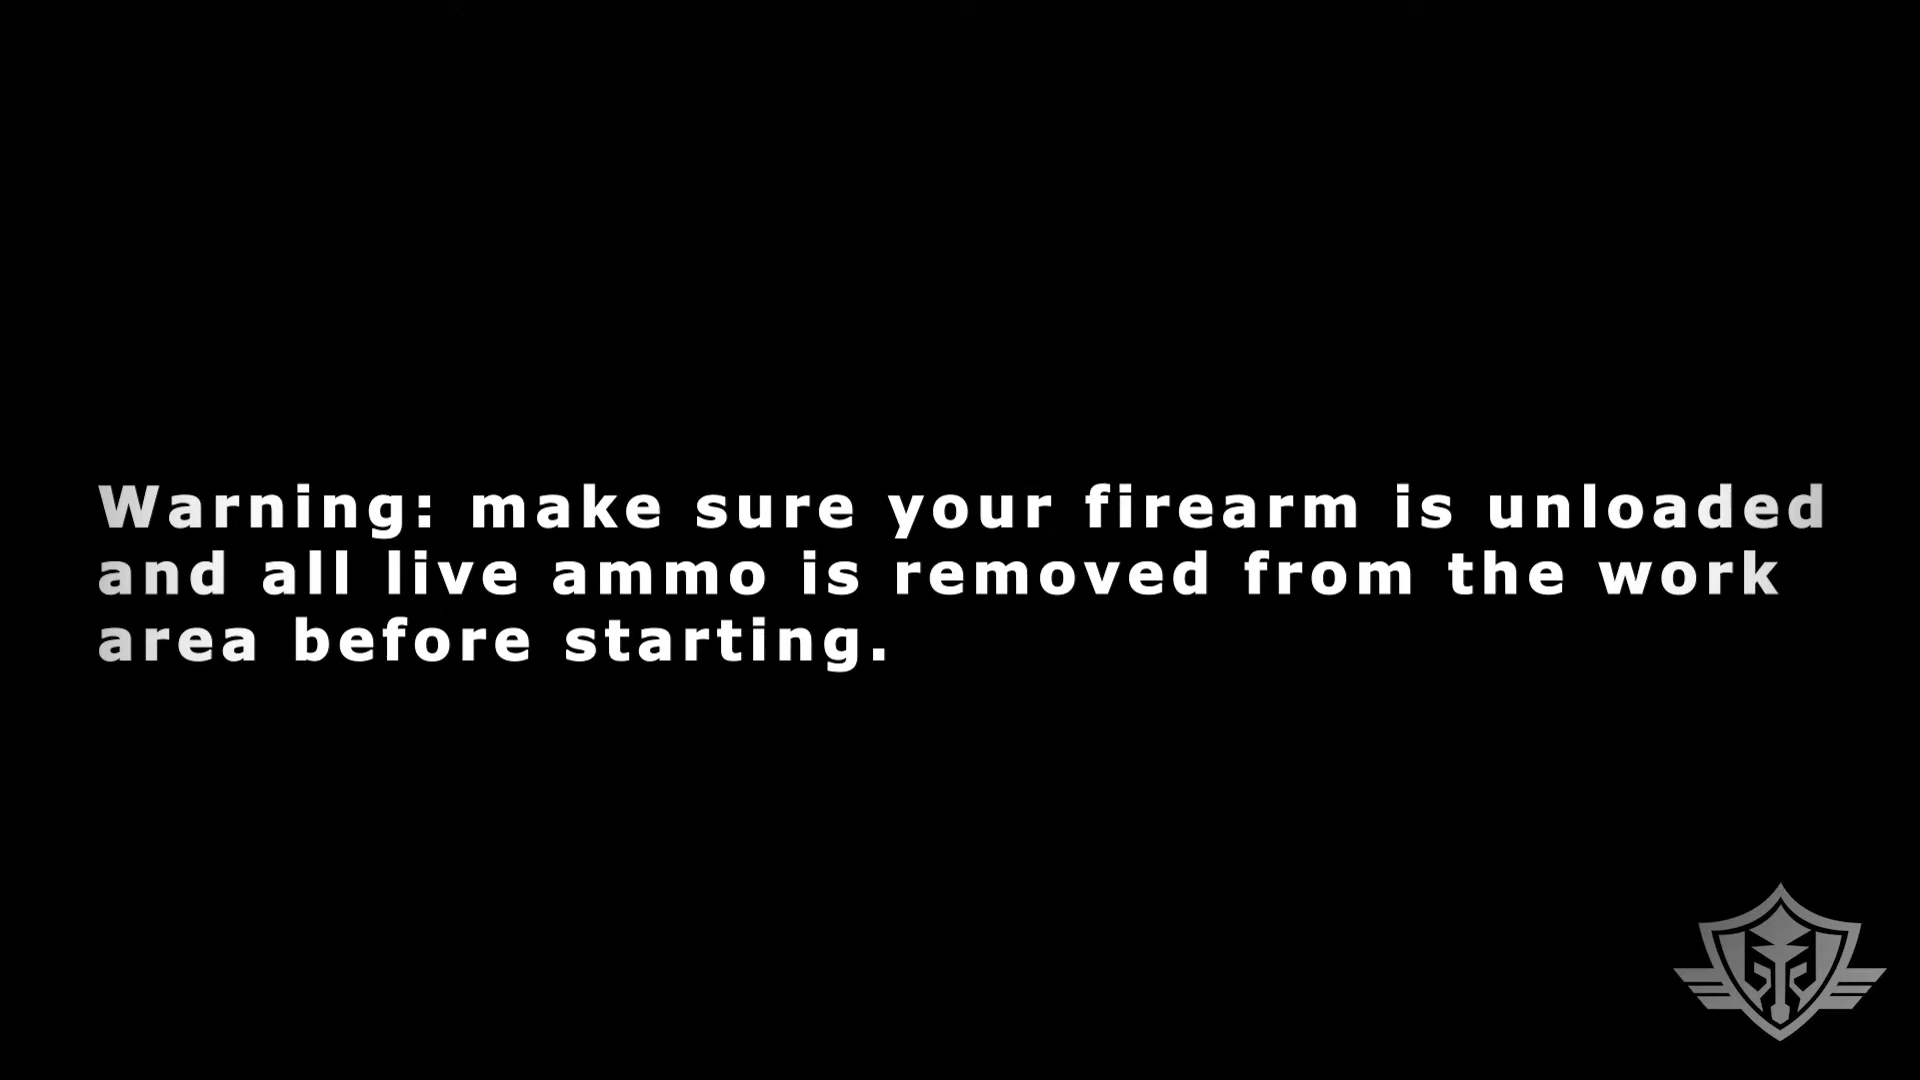 Warning: make sure your firearm is unloaded
and all live ammo is removed from the work
area before starting.